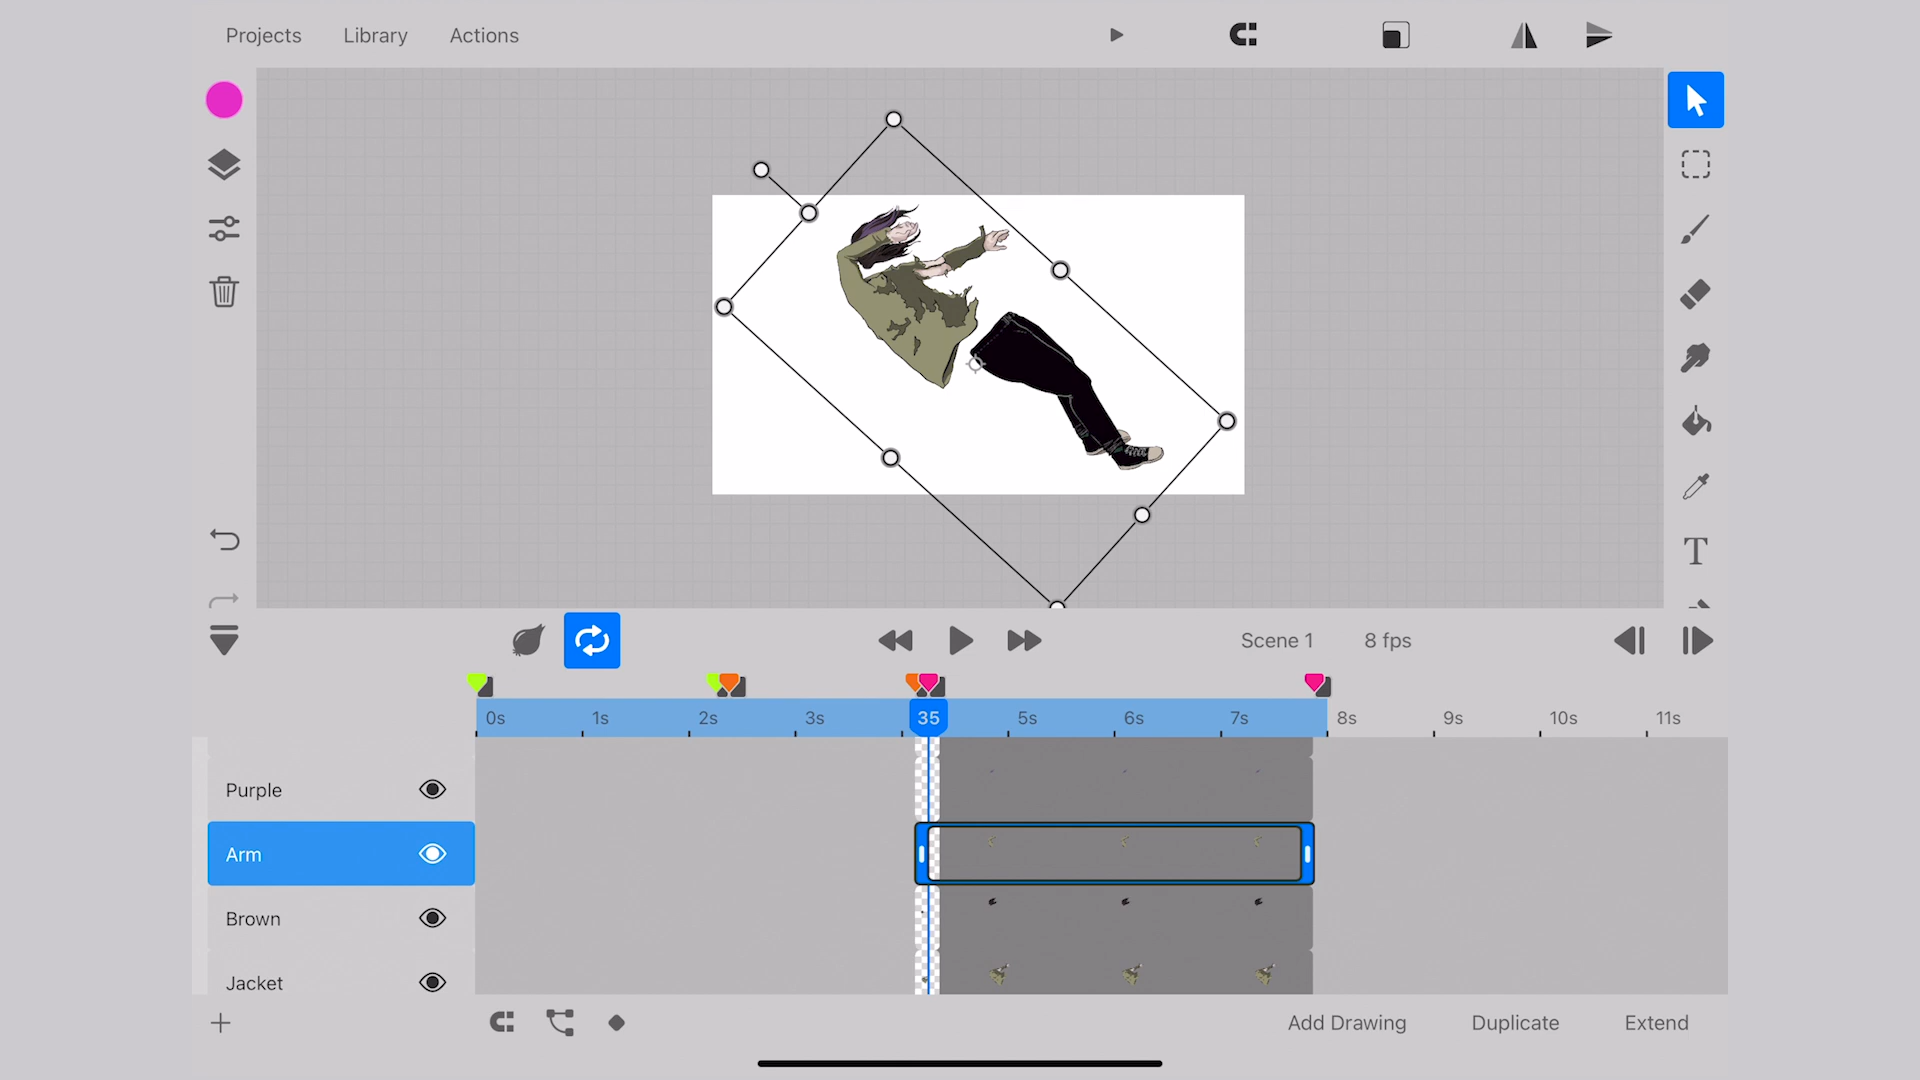 Projects Library Actions
T
Scene 1 8 fps
0s 1s 2s 3s 35 5s 6s 7s 8s 9s 10s 11s
Purple
Arm
Brown
Jacket
Add Drawing Duplicate Extend